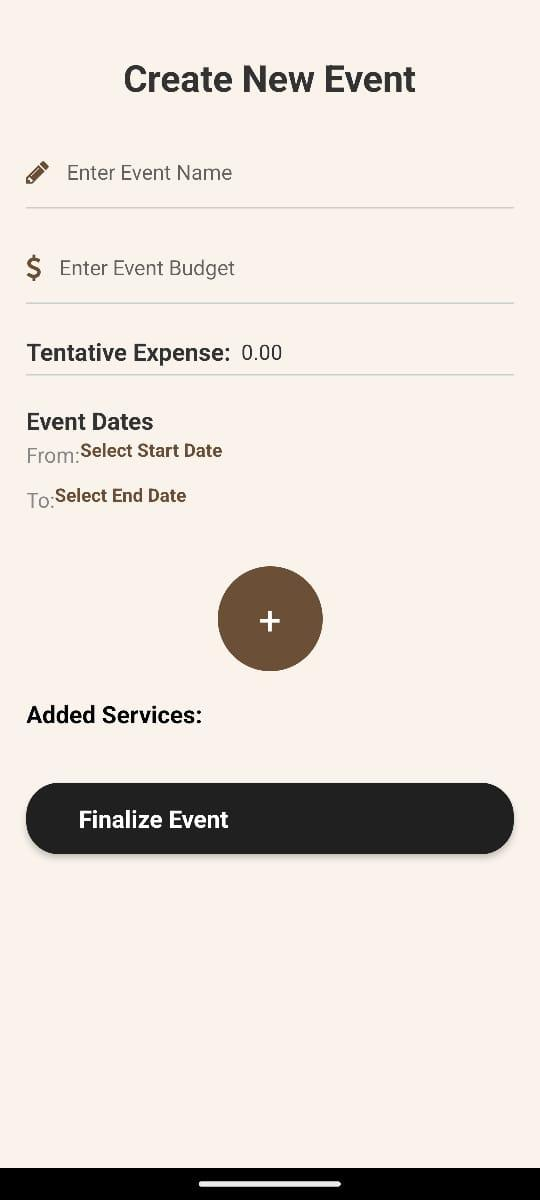 Create New Event
Enter Event Name
$ Enter Event Budget
Tentative Expense: 0.00
Event Dates
From:Select Start Date
To:Select End Date
+
Added Services:
Finalize Event